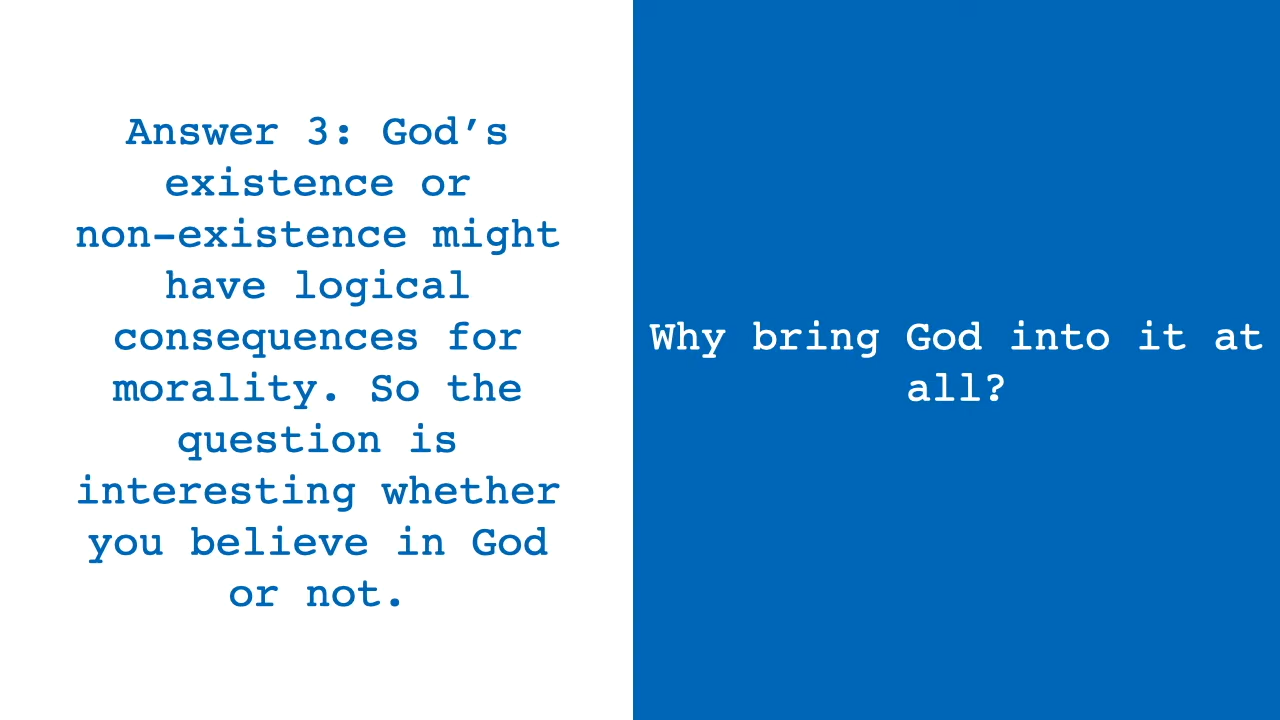 Answer 3: God’s
existence or
non-existence might
have logical
consequences for
morality. So the
question is
interesting whether
you believe in God
or not.
Why bring God into it at
all?